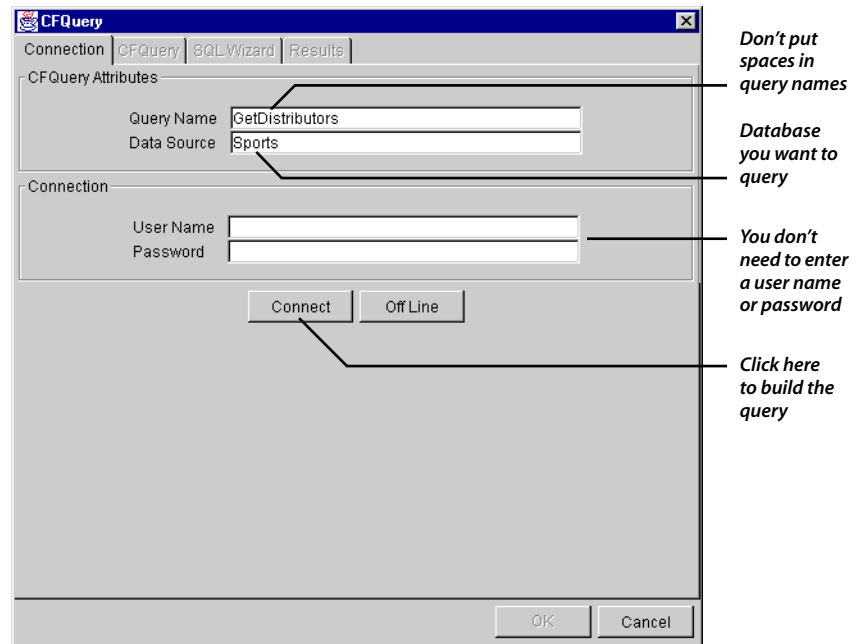 CFQuery
Connection CFQuery SQL Wizard Results
CFQuery Attributes
Query Name GetDistributors
Data Source Sports
Connection
User Name
Password
Connect Off Line
OK Cancel
Don’t put
spaces in
query names
Database
you want to
query
You don’t
need to enter
a user name
or password
Click here
to build the
query